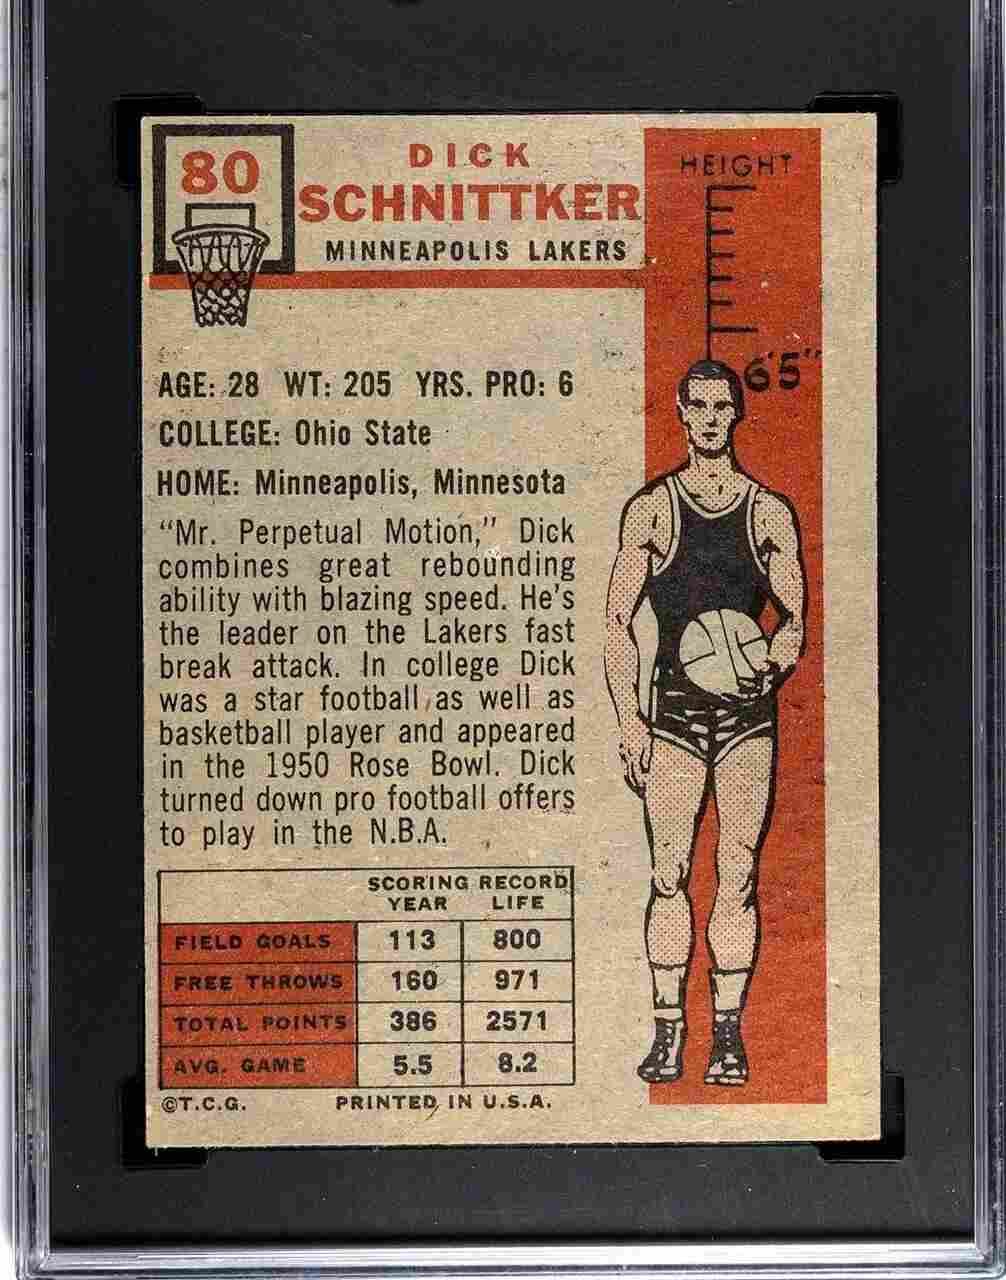 80
DICK
SCHNITTKER
MINNEAPOLIS LAKERS
HEIGHT
6'5"
AGE: 28 WT: 205 YRS. PRO: 6
COLLEGE: Ohio State
HOME: Minneapolis, Minnesota
"Mr. Perpetual Motion," Dick
combines great rebounding
ability with blazing speed. He's
the leader on the Lakers fast
break attack. In college Dick
was a star football as well as
basketball player and appeared
in the 1950 Rose Bowl. Dick
turned down pro football offers
to play in the N.B.A.
SCORING RECORD
YEAR LIFE
FIELD GOALS 113 800
FREE THROWS 160 971
TOTAL POINTS 386 2571
AVG. GAME 5.5 8.2
©T.C.G. PRINTED IN U.S.A.